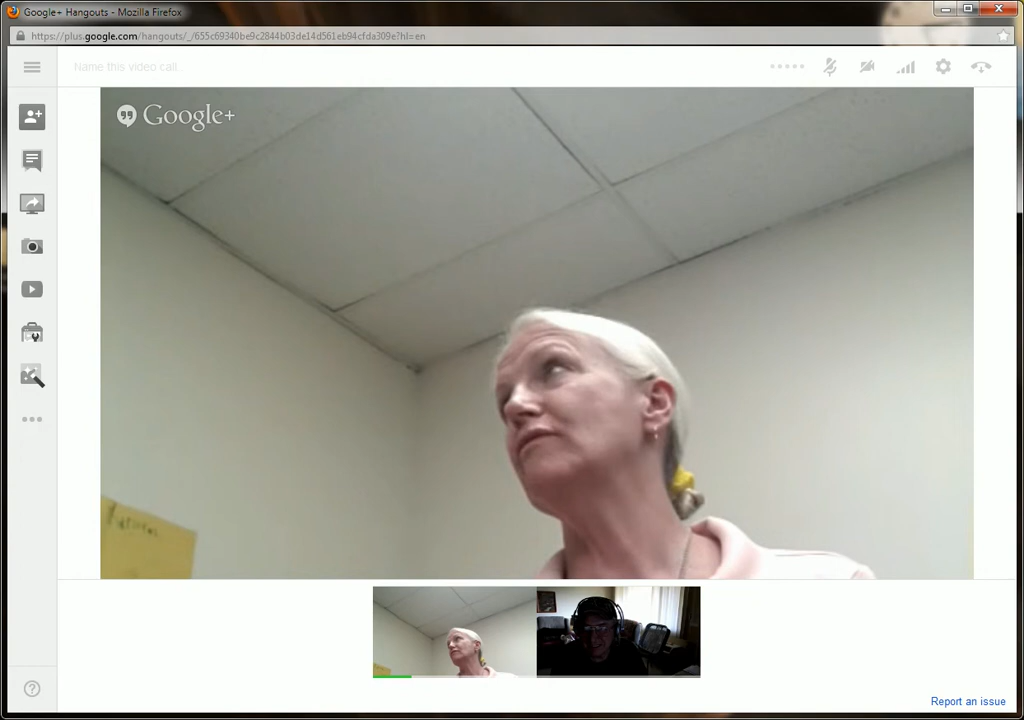 Google+ Hangouts - Mozilla Firefox
https://plus.google.com/hangouts/_/655c69340be9c2844b03de14d561eb94cfda309e?hl=en
Name this video call...
Google+
Report an issue